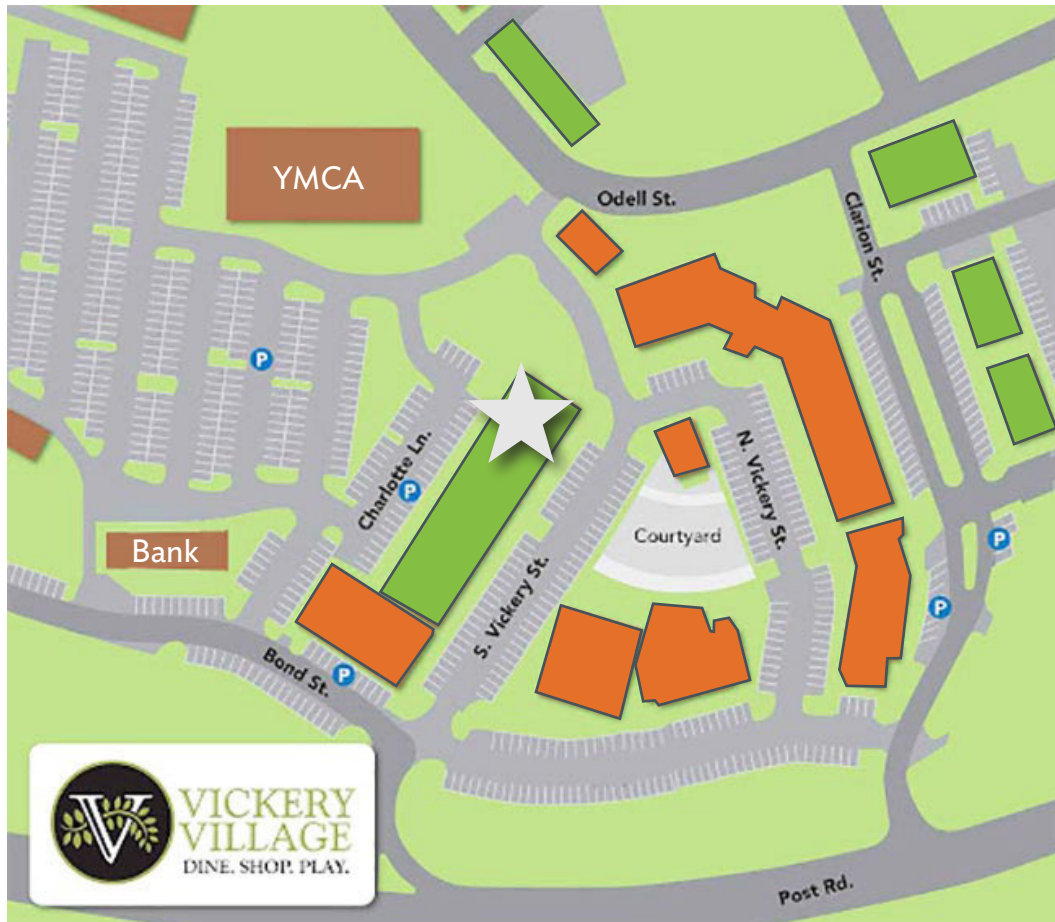 YMCA
Odell St.
Clarion St.
P
Charlotte Ln.
P
N. Vickery St.
Courtyard
Bank
S. Vickery St.
P
P
Bond St.
P
V
VICKERY
VILLAGE
DINE. SHOP. PLAY.
Post Rd.